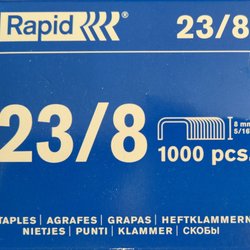 Rapid 23/8
23/8
8 mm
5/16
1000 pcs.
STAPLES | AGRAFES | GRAPAS | HEFTKLAMMERN
NIETJES | PUNTI | KLAMMER | СКОБЫ